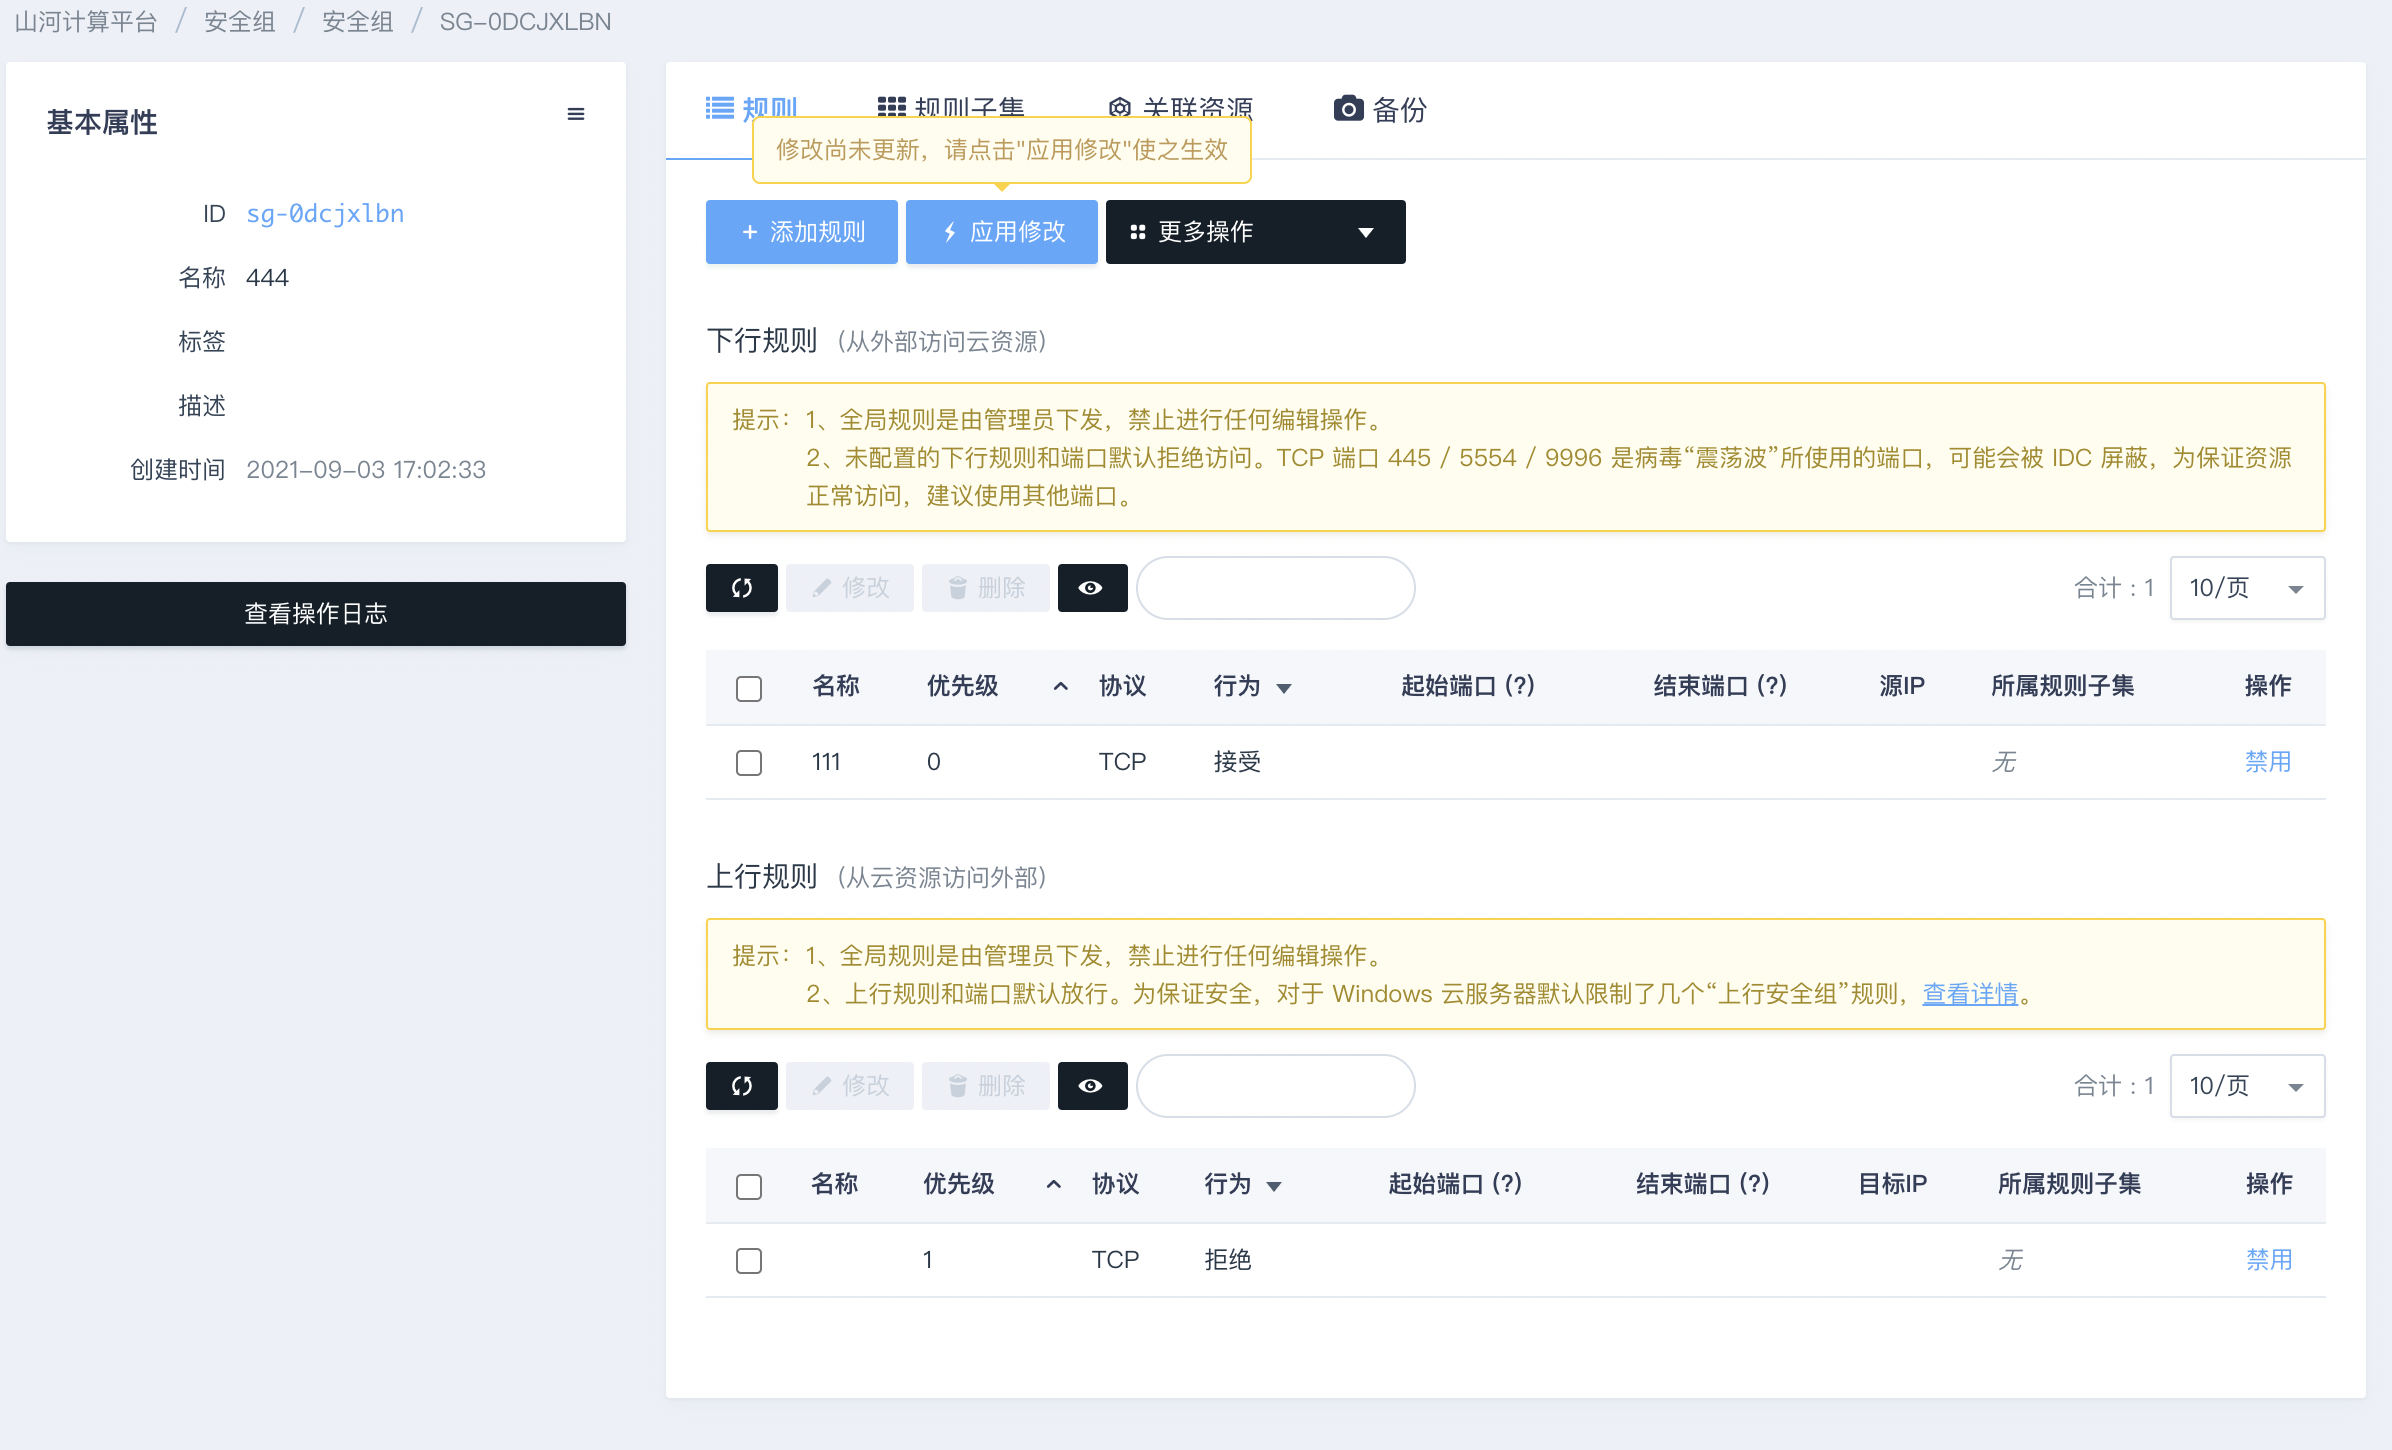 山河计算平台 / 安全组 / 安全组 / SG-0DCJXLBN
基本属性
ID sg-0dcjxlbn
名称 444
标签
描述
创建时间 2021-09-03 17:02:33
查看操作日志
规则 规则子集 关联资源 备份
修改尚未更新，请点击"应用修改"使之生效
+ 添加规则 应用修改 更多操作
下行规则 （从外部访问云资源）
提示：1、全局规则是由管理员下发，禁止进行任何编辑操作。
2、未配置的下行规则和端口默认拒绝访问。TCP 端口 445 / 5554 / 9996 是病毒“震荡波”所使用的端口，可能会被 IDC 屏蔽，为保证资源
正常访问，建议使用其他端口。
修改 删除 合计 : 1 10/页
名称 优先级 协议 行为 起始端口 (?) 结束端口 (?) 源IP 所属规则子集 操作
111 0 TCP 接受 无 禁用
上行规则 （从云资源访问外部）
提示：1、全局规则是由管理员下发，禁止进行任何编辑操作。
2、上行规则和端口默认放行。为保证安全，对于 Windows 云服务器默认限制了几个“上行安全组”规则，查看详情。
修改 删除 合计 : 1 10/页
名称 优先级 协议 行为 起始端口 (?) 结束端口 (?) 目标IP 所属规则子集 操作
1 TCP 拒绝 无 禁用